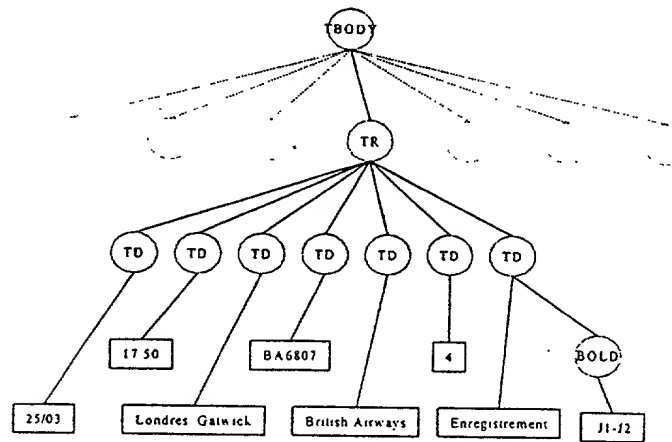 TBODY
TR
TD TD TD TD TD TD TD
17 50 BA6807 4 BOLD
25/03 Londres Gatwick British Airways Enregistrement J1-J2